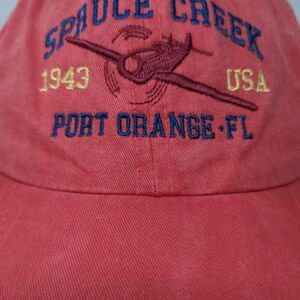 SPRUCE CREEK
1943 USA
PORT ORANGE·FL